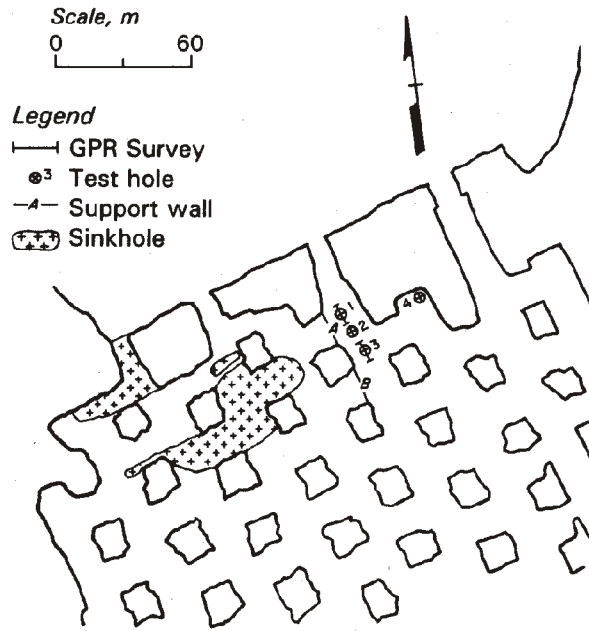 Scale, m
0 60
Legend
GPR Survey
3 Test hole
A Support wall
Sinkhole
1
A 2
4
3
B